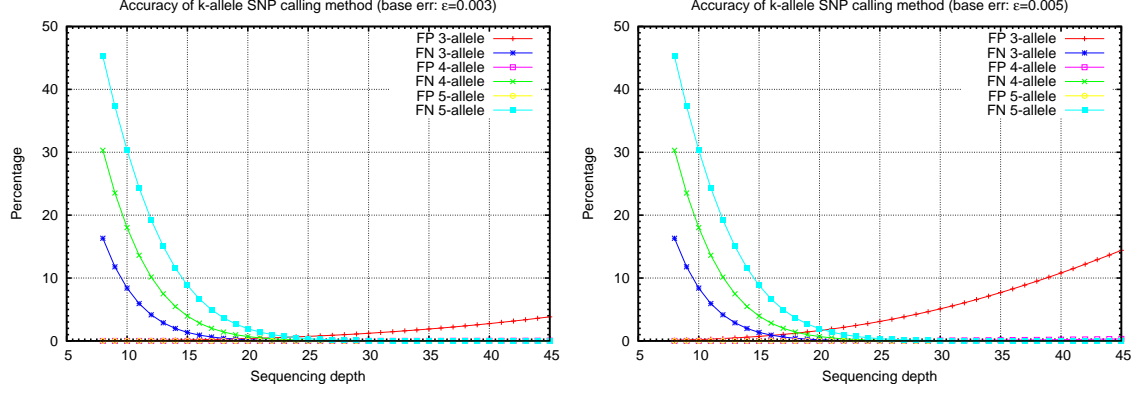 Accuracy of k-allele SNP calling method (base err: ε=0.003)
50
40
30
20
10
0
Percentage
FP 3-allele
FN 3-allele
FP 4-allele
FN 4-allele
FP 5-allele
FN 5-allele
5 10 15 20 25 30 35 40 45
Sequencing depth
Accuracy of k-allele SNP calling method (base err: ε=0.005)
50
40
30
20
10
0
Percentage
FP 3-allele
FN 3-allele
FP 4-allele
FN 4-allele
FP 5-allele
FN 5-allele
5 10 15 20 25 30 35 40 45
Sequencing depth